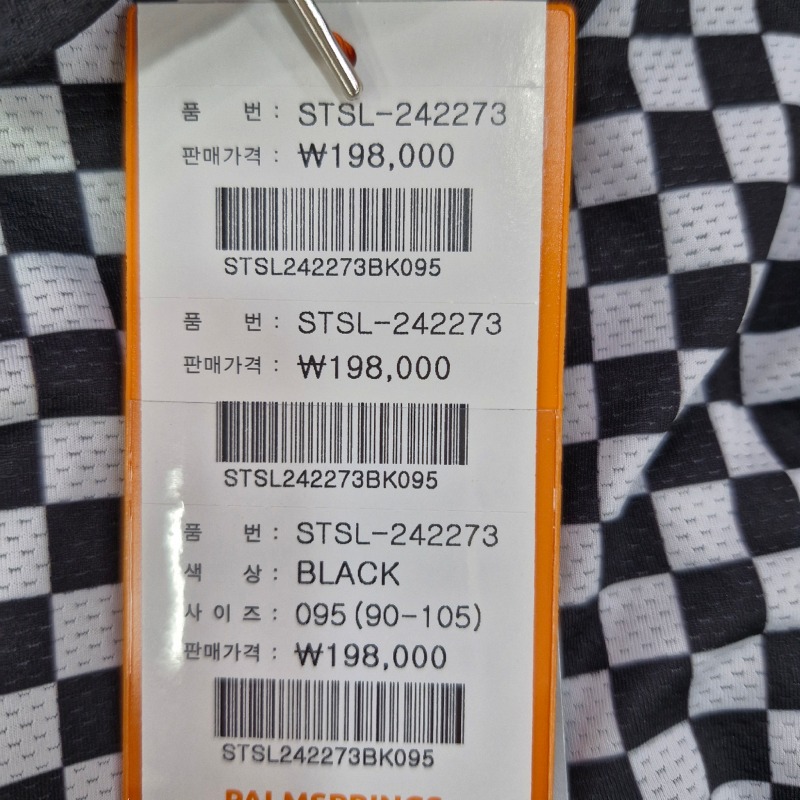 품 번 : STSL-242273
판매가격 : ₩198,000
STSL242273BK095
품 번 : STSL-242273
판매가격 : ₩198,000
STSL242273BK095
품 번 : STSL-242273
색 상 : BLACK
사 이 즈 : 095(90-105)
판매가격 : ₩198,000
STSL242273BK095